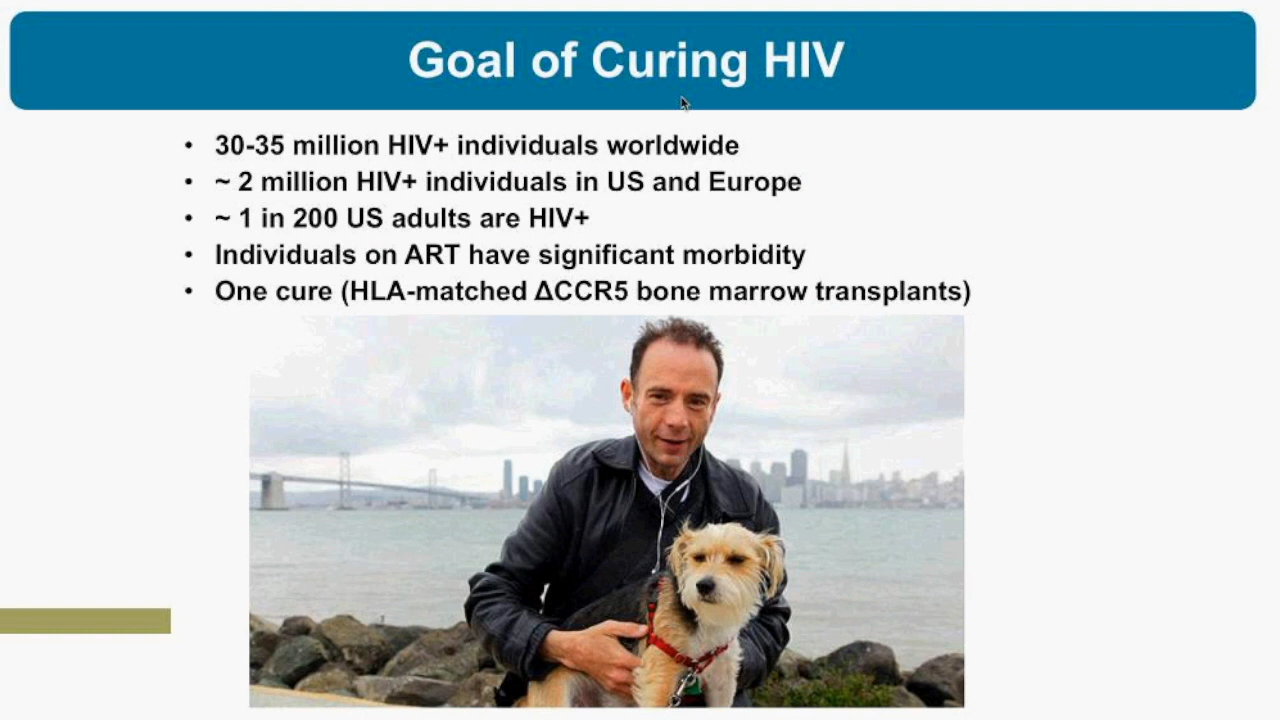 Goal of Curing HIV
• 30-35 million HIV+ individuals worldwide
• ~ 2 million HIV+ individuals in US and Europe
• ~ 1 in 200 US adults are HIV+
• Individuals on ART have significant morbidity
• One cure (HLA-matched ΔCCR5 bone marrow transplants)